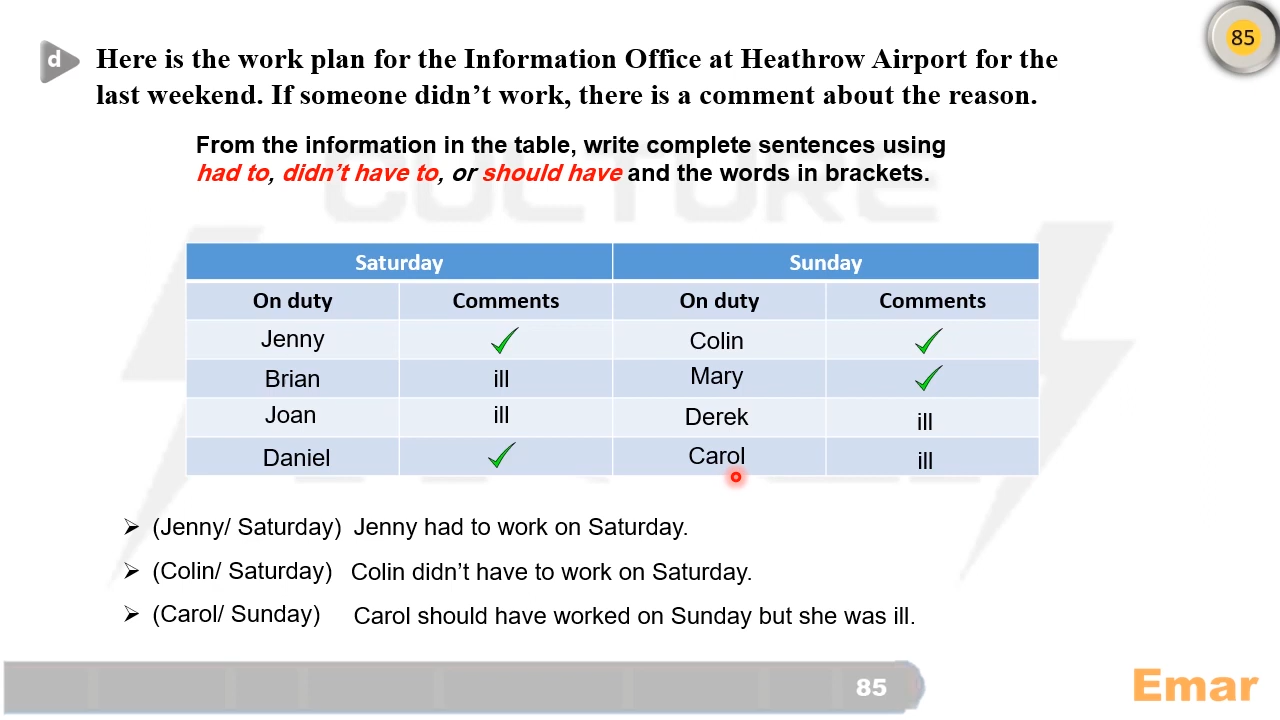 85
d
Here is the work plan for the Information Office at Heathrow Airport for the
last weekend. If someone didn’t work, there is a comment about the reason.
From the information in the table, write complete sentences using
had to, didn’t have to, or should have and the words in brackets.
CULTURE
Saturday Sunday
On duty Comments On duty Comments
Jenny ✓ Colin ✓
Brian ill Mary ✓
Joan ill Derek ill
Daniel ✓ Carol ill
➢ (Jenny/ Saturday) Jenny had to work on Saturday.
➢ (Colin/ Saturday) Colin didn’t have to work on Saturday.
➢ (Carol/ Sunday) Carol should have worked on Sunday but she was ill.
85
Emar